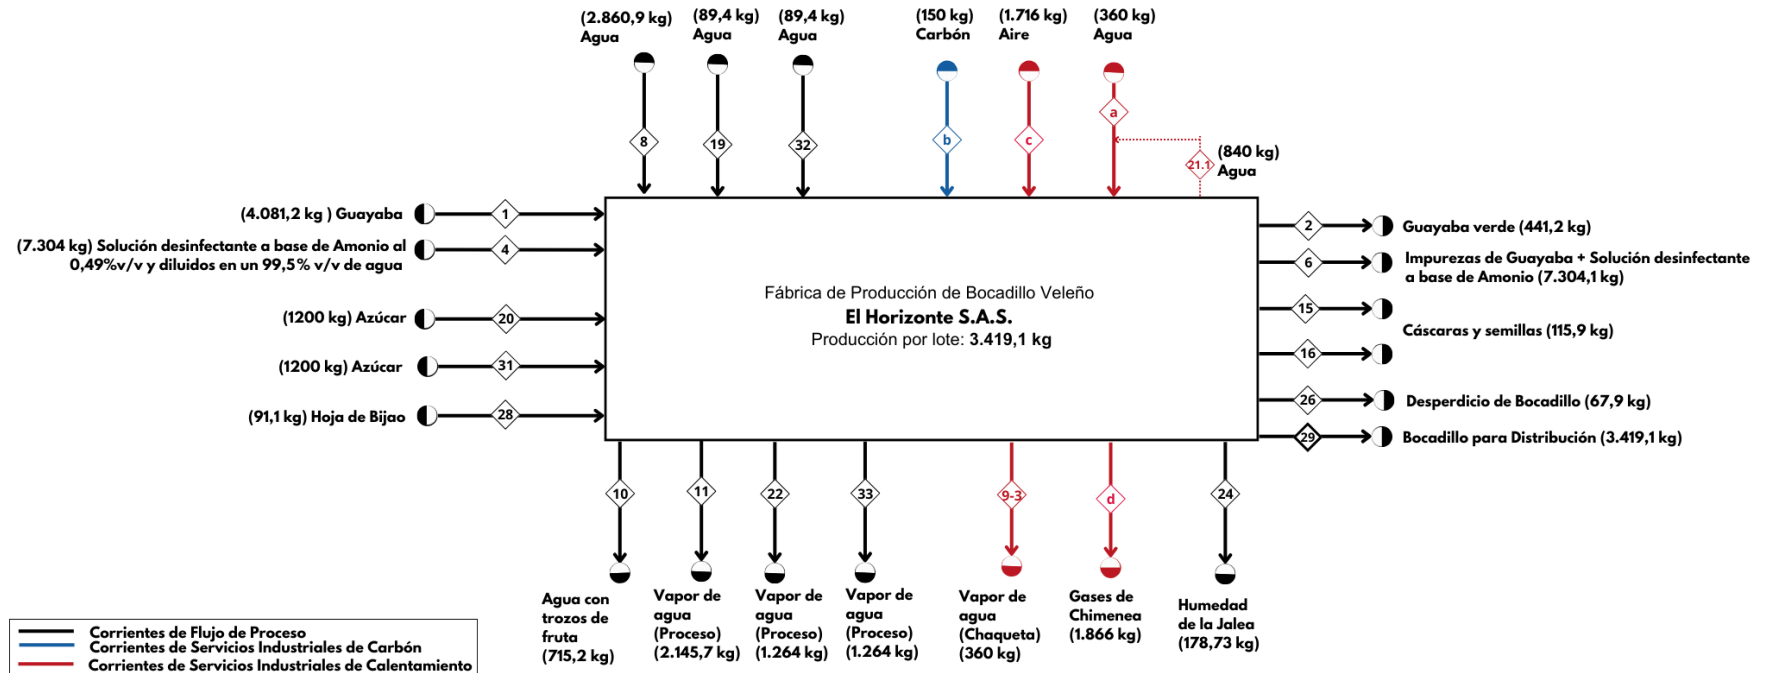 (2.860,9 kg)
Agua
(89,4 kg)
Agua
(89,4 kg)
Agua
(150 kg)
Carbón
(1.716 kg)
Aire
(360 kg)
Agua
8
19
32
b
c
a
21.1
(840 kg)
Agua
(4.081,2 kg ) Guayaba
1
(7.304 kg) Solución desinfectante a base de Amonio al
0,49%v/v y diluidos en un 99,5% v/v de agua
4
(1200 kg) Azúcar
20
(1200 kg) Azúcar
31
(91,1 kg) Hoja de Bijao
28
Fábrica de Producción de Bocadillo Veleño
El Horizonte S.A.S.
Producción por lote: 3.419,1 kg
2
Guayaba verde (441,2 kg)
6
Impurezas de Guayaba + Solución desinfectante
a base de Amonio (7.304,1 kg)
15
Cáscaras y semillas (115,9 kg)
16
26
Desperdicio de Bocadillo (67,9 kg)
29
Bocadillo para Distribución (3.419,1 kg)
10
11
22
33
9-3
d
24
Agua con
trozos de
fruta
(715,2 kg)
Vapor de
agua
(Proceso)
(2.145,7 kg)
Vapor de
agua
(Proceso)
(1.264 kg)
Vapor de
agua
(Proceso)
(1.264 kg)
Vapor de
agua
(Chaqueta)
(360 kg)
Gases de
Chimenea
(1.866 kg)
Humedad
de la Jalea
(178,73 kg)
Corrientes de Flujo de Proceso
Corrientes de Servicios Industriales de Carbón
Corrientes de Servicios Industriales de Calentamiento